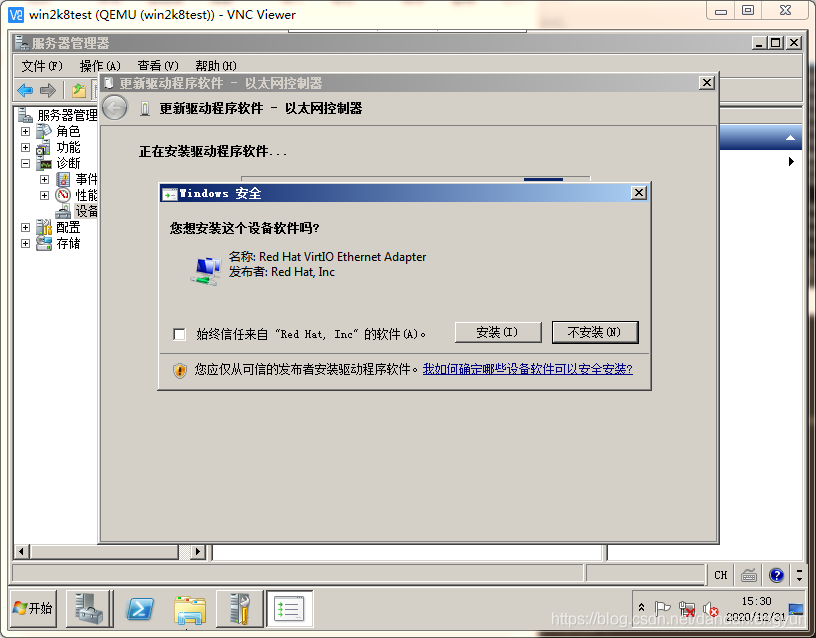 win2k8test (QEMU (win2k8test)) - VNC Viewer
服务器管理器
文件(F) 操作(A) 查看(V) 帮助(H)
更新驱动程序软件 - 以太网控制器
更新驱动程序软件 - 以太网控制器
服务器管理
角色
功能
诊断
事件
性能
设备
配置
存储
正在安装驱动程序软件...
Windows 安全
您想安装这个设备软件吗?
名称: Red Hat VirtIO Ethernet Adapter
发布者: Red Hat, Inc
始终信任来自 "Red Hat, Inc" 的软件(A)。
安装(I) 不安装(N)
您应仅从可信的发布者安装驱动程序软件。我如何确定哪些设备软件可以安全安装?
CH
开始
15:30
2020/12/21